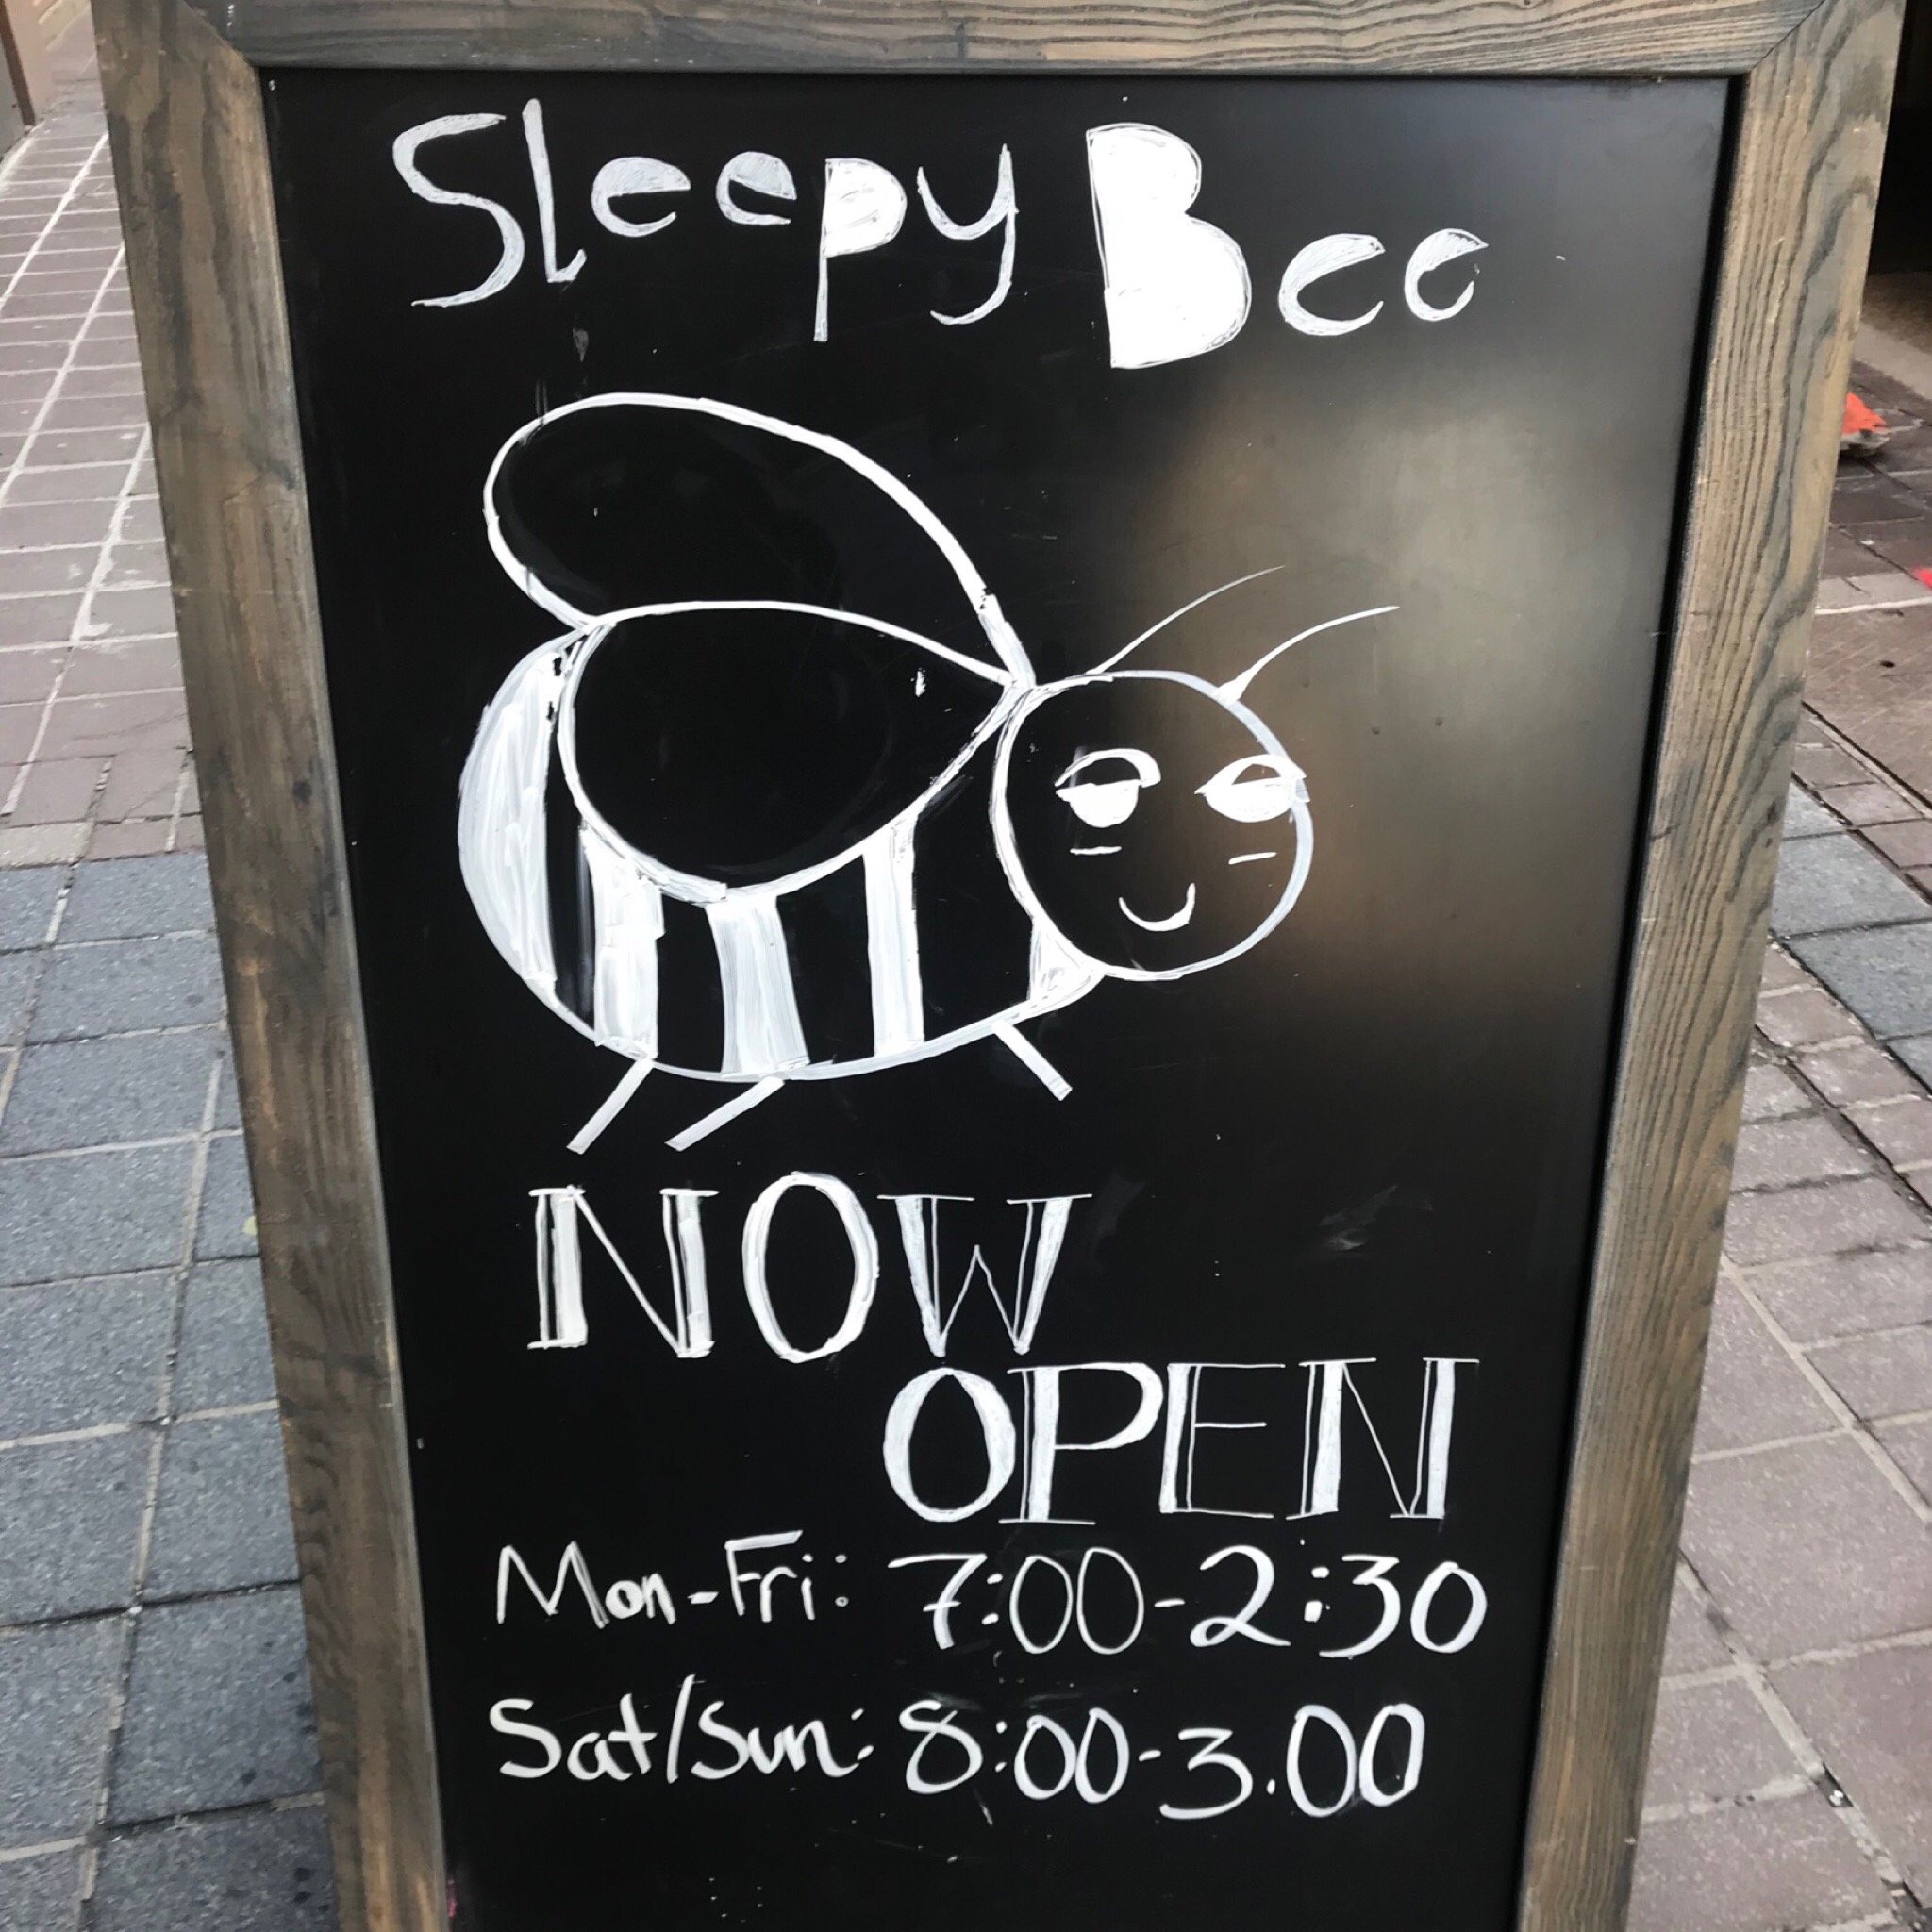 Sleepy Bee
NOW
OPEN
Mon-Fri: 7:00-2:30
Sat/Sun: 8:00-3.00